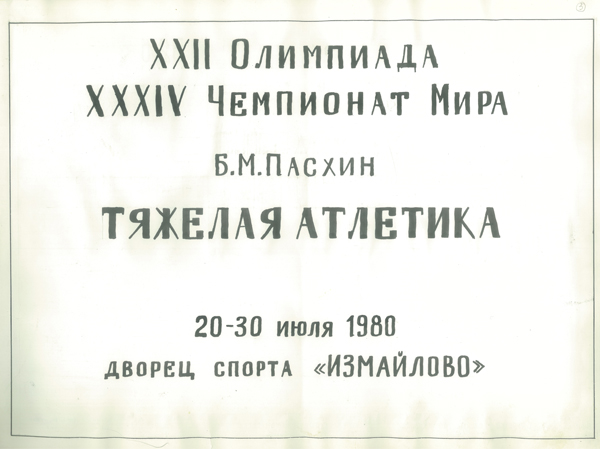 XXII Олимпиада
XXXIV Чемпионат Мира
Б.М.Пасхин
ТЯЖЕЛАЯ АТЛЕТИКА
20-30 июля 1980
ДВОРЕЦ СПОРТА «ИЗМАЙЛОВО»